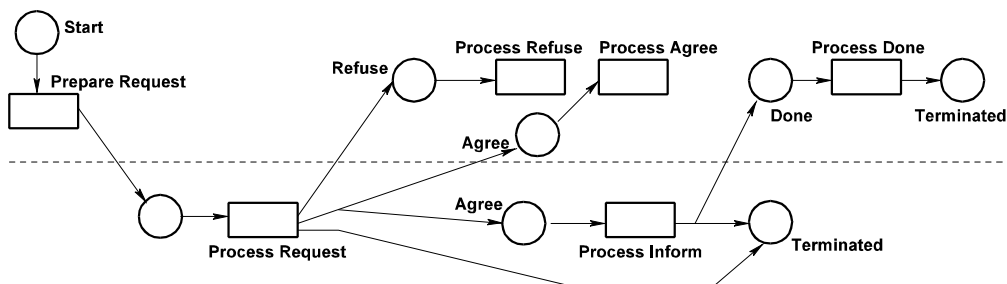 Start
Process Refuse
Process Agree
Process Done
Refuse
Prepare Request
Done
Terminated
Agree
Agree
Process Request
Process Inform
Terminated